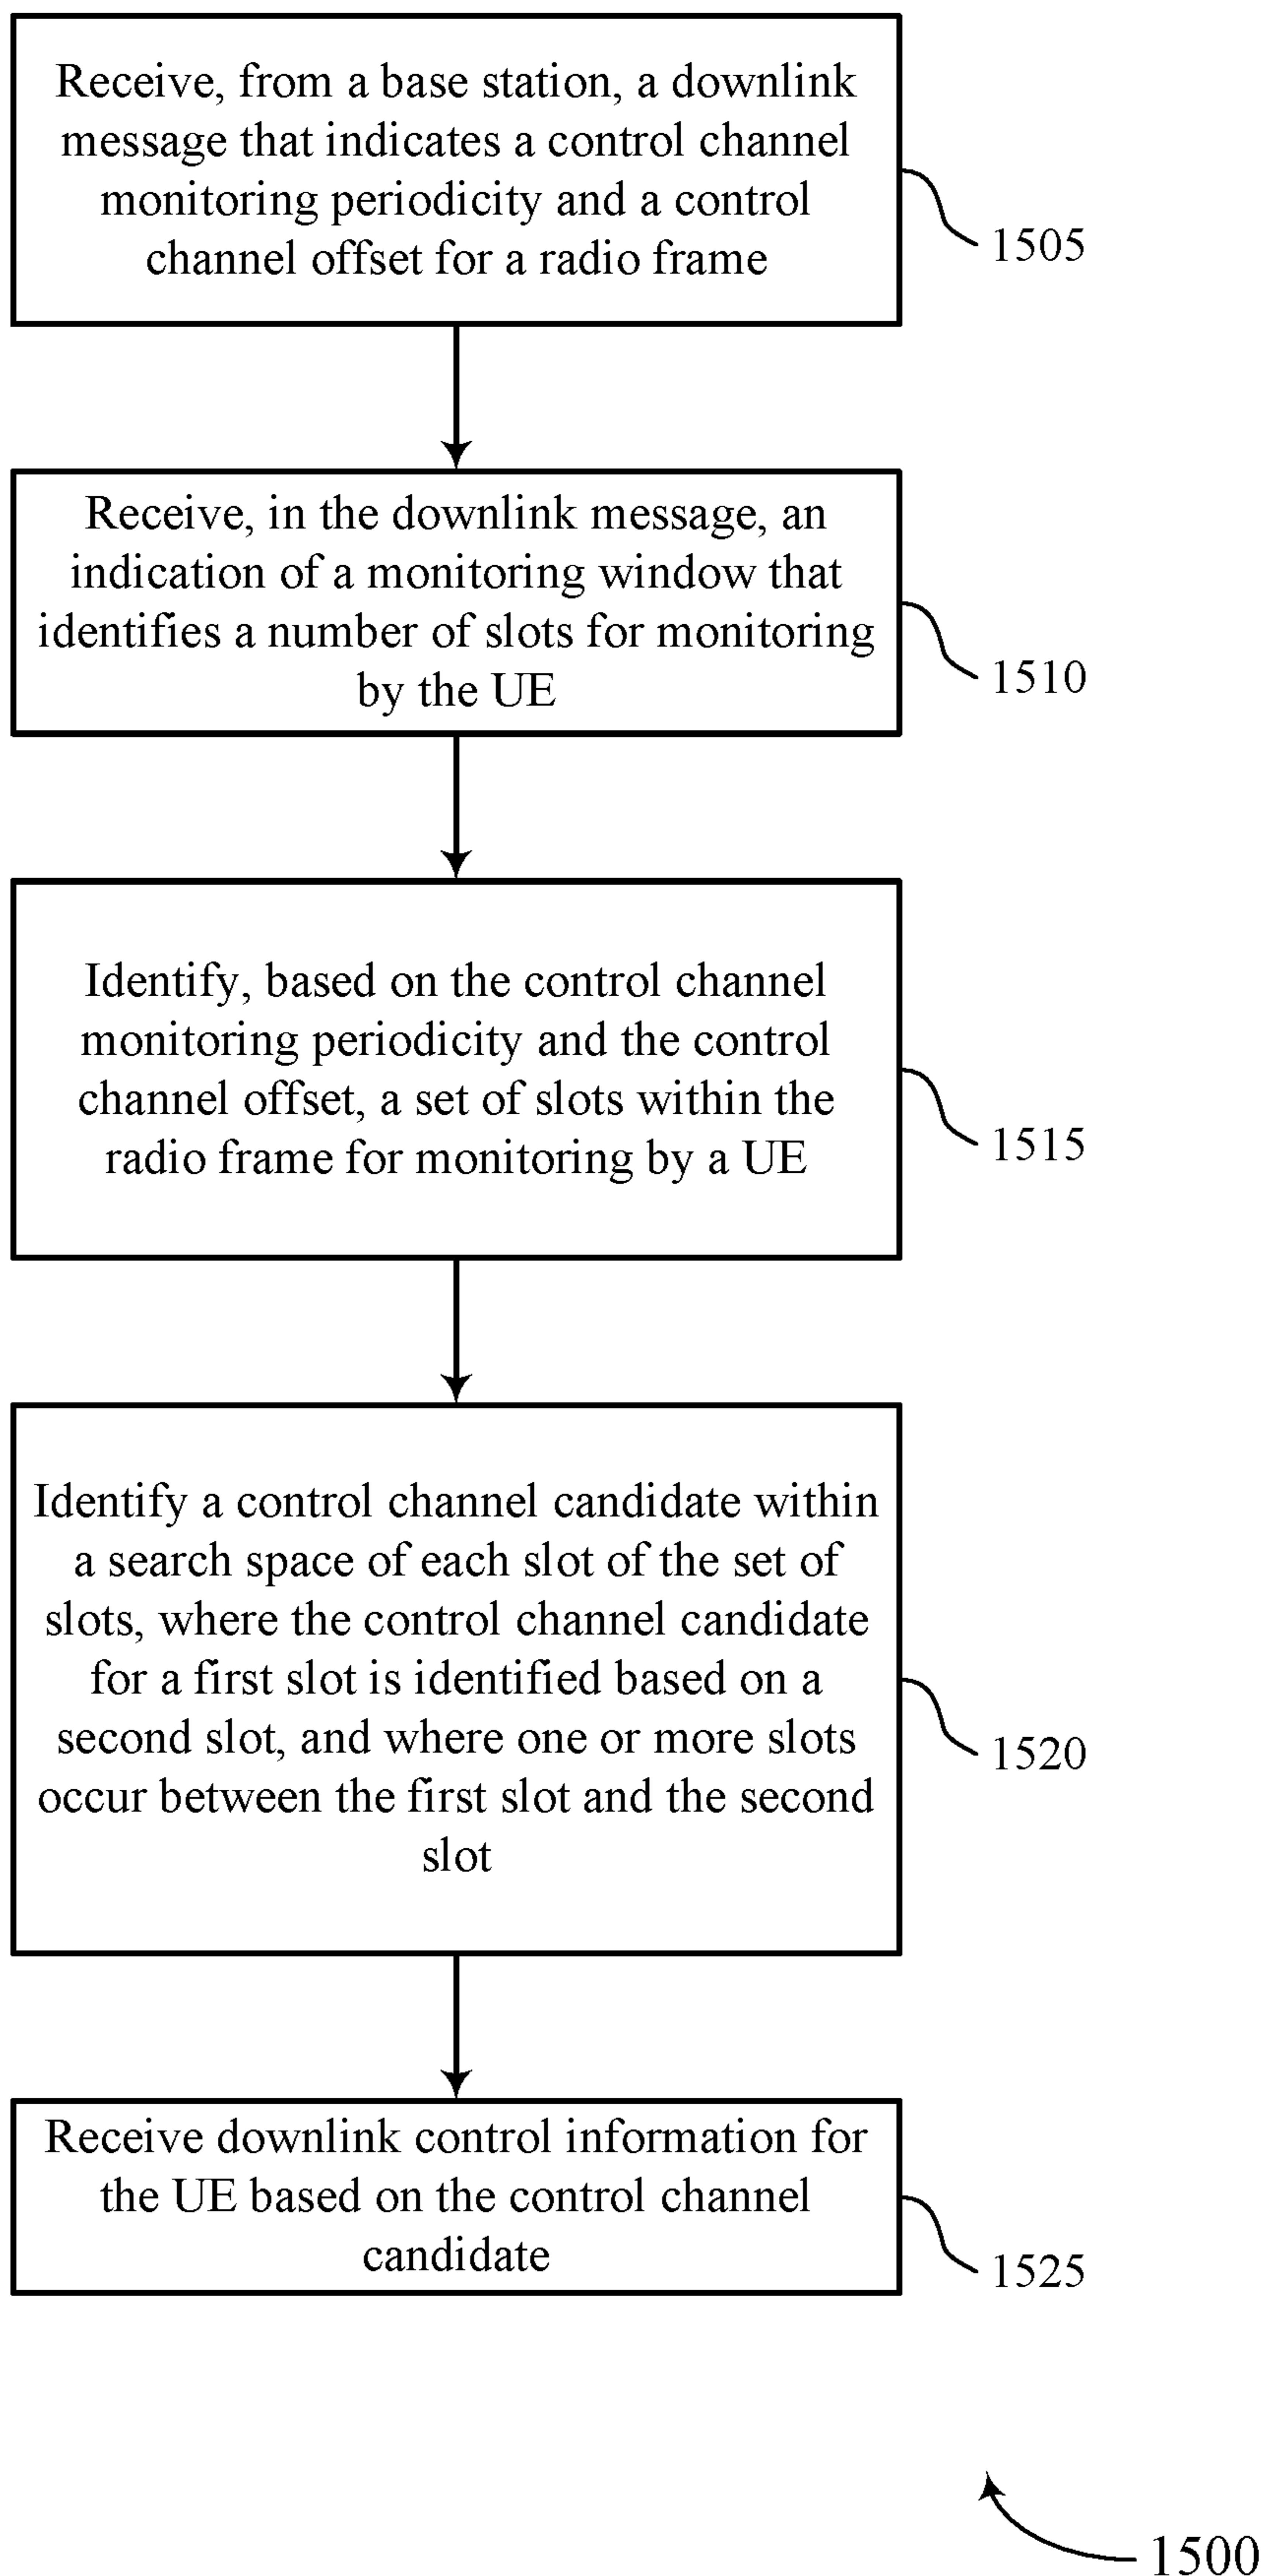 Receive, from a base station, a downlink
message that indicates a control channel
monitoring periodicity and a control
channel offset for a radio frame
1505
Receive, in the downlink message, an
indication of a monitoring window that
identifies a number of slots for monitoring
by the UE
1510
Identify, based on the control channel
monitoring periodicity and the control
channel offset, a set of slots within the
radio frame for monitoring by a UE
1515
Identify a control channel candidate within
a search space of each slot of the set of
slots, where the control channel candidate
for a first slot is identified based on a
second slot, and where one or more slots
occur between the first slot and the second
slot
1520
Receive downlink control information for
the UE based on the control channel
candidate
1525
1500